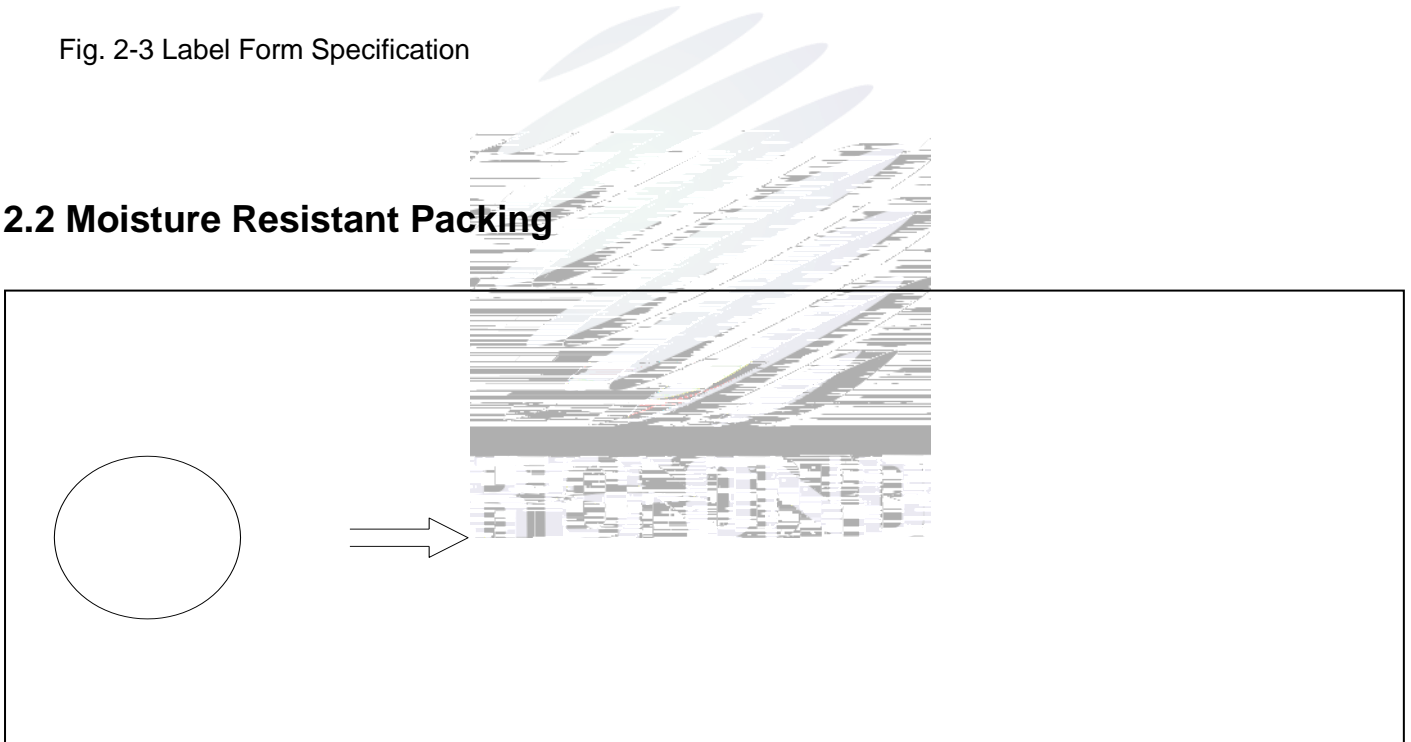 Fig. 2-3 Label Form Specification
2.2 Moisture Resistant Packing